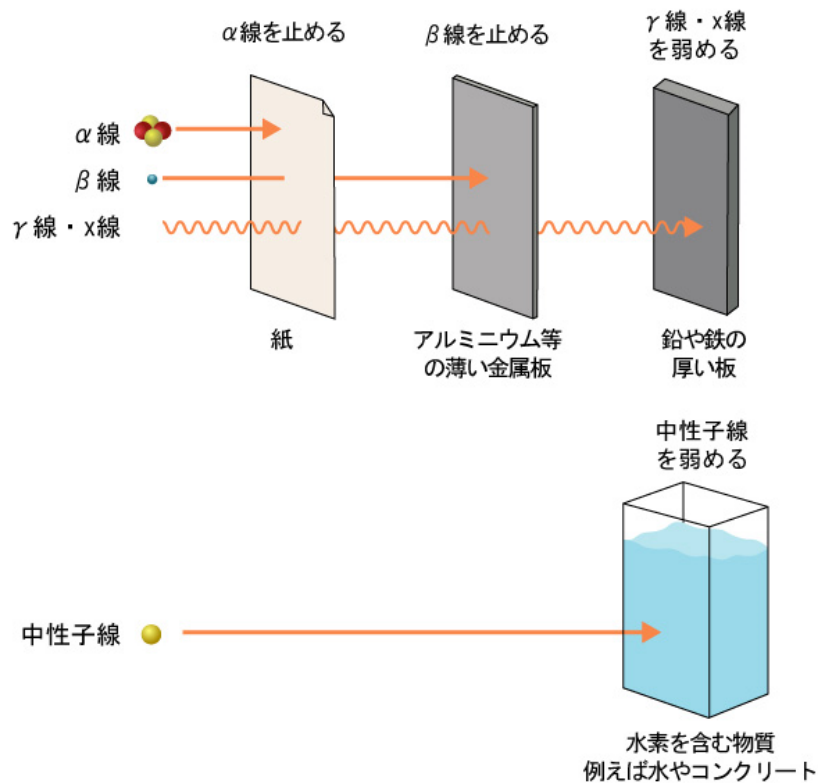 α線を止める
β線を止める
γ線・x線
を弱める
α線
β線
γ線・x線
紙
アルミニウム等
の薄い金属板
鉛や鉄の
厚い板
中性子線
を弱める
中性子線
水素を含む物質
例えば水やコンクリート